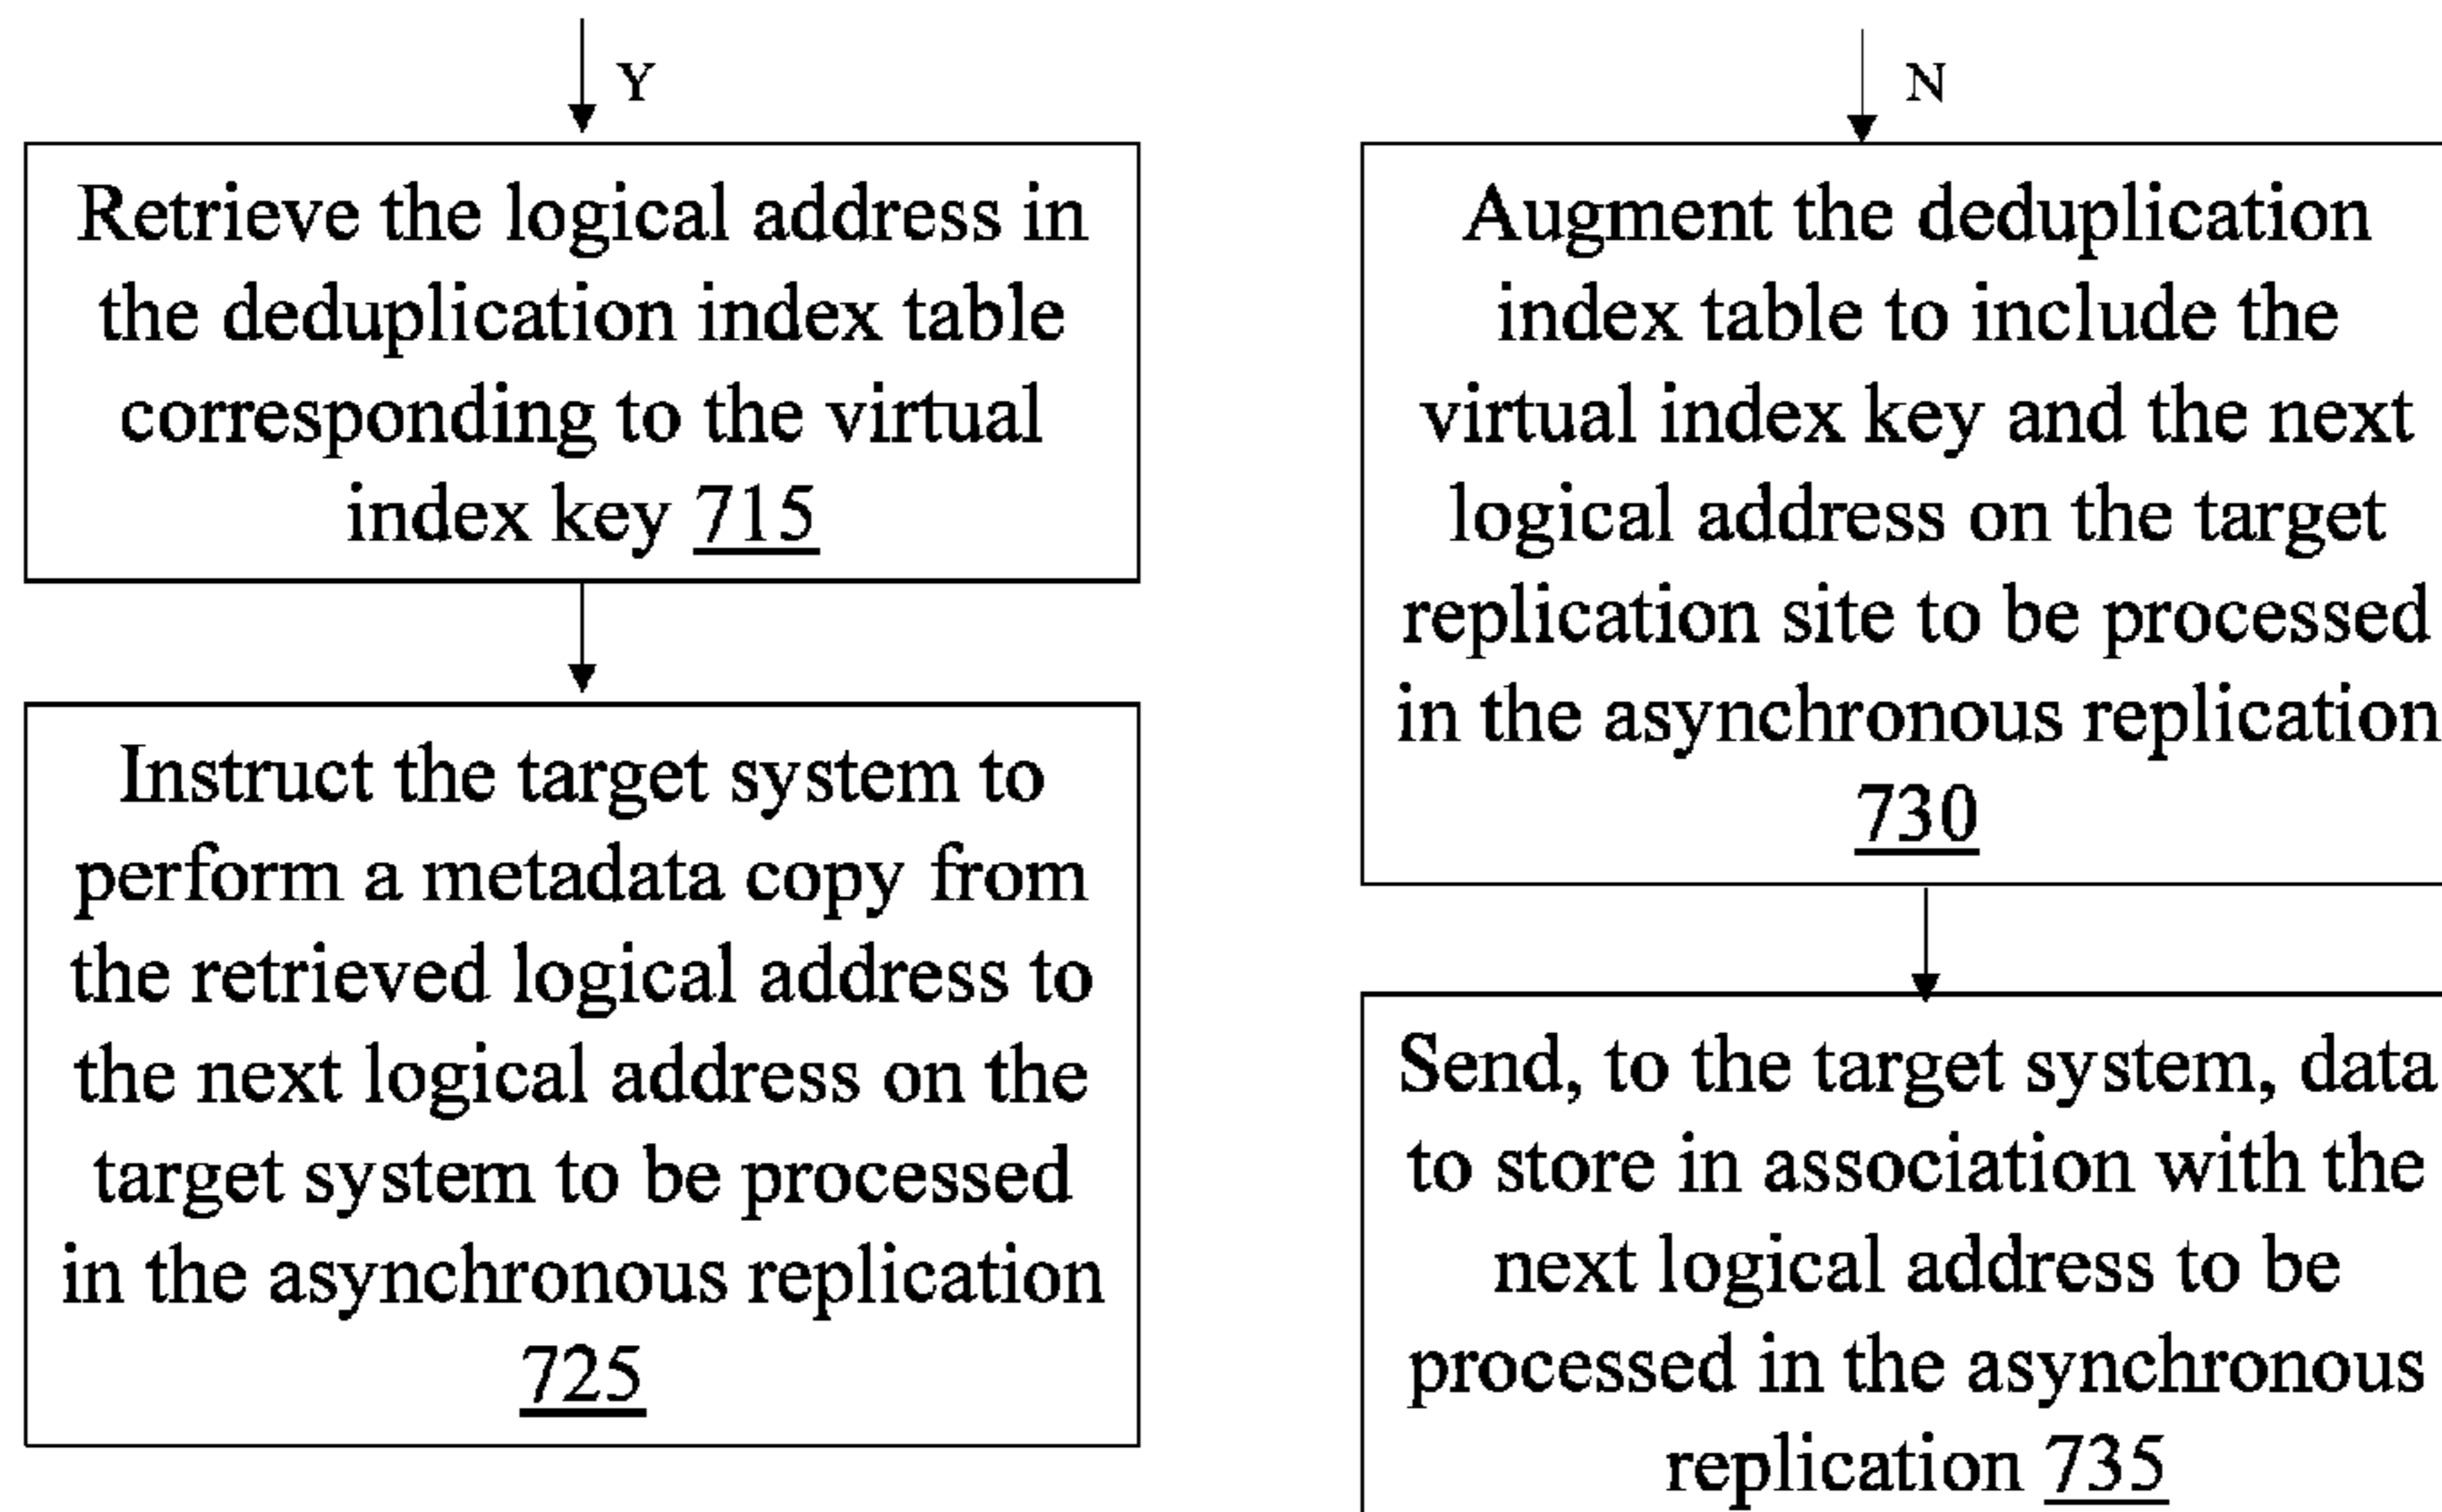 Y
Retrieve the logical address in
the deduplication index table
corresponding to the virtual
index key 715
Instruct the target system to
perform a metadata copy from
the retrieved logical address to
the next logical address on the
target system to be processed
in the asynchronous replication
725
N
Augment the deduplication
index table to include the
virtual index key and the next
logical address on the target
replication site to be processed
in the asynchronous replication
730
Send, to the target system, data
to store in association with the
next logical address to be
processed in the asynchronous
replication 735